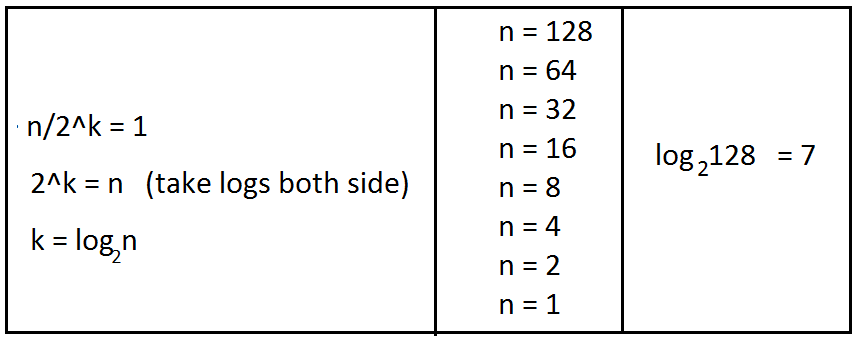 n/2^k = 1
2^k = n (take logs both side)
k = log₂n
n = 128
n = 64
n = 32
n = 16
n = 8
n = 4
n = 2
n = 1
log₂128 = 7